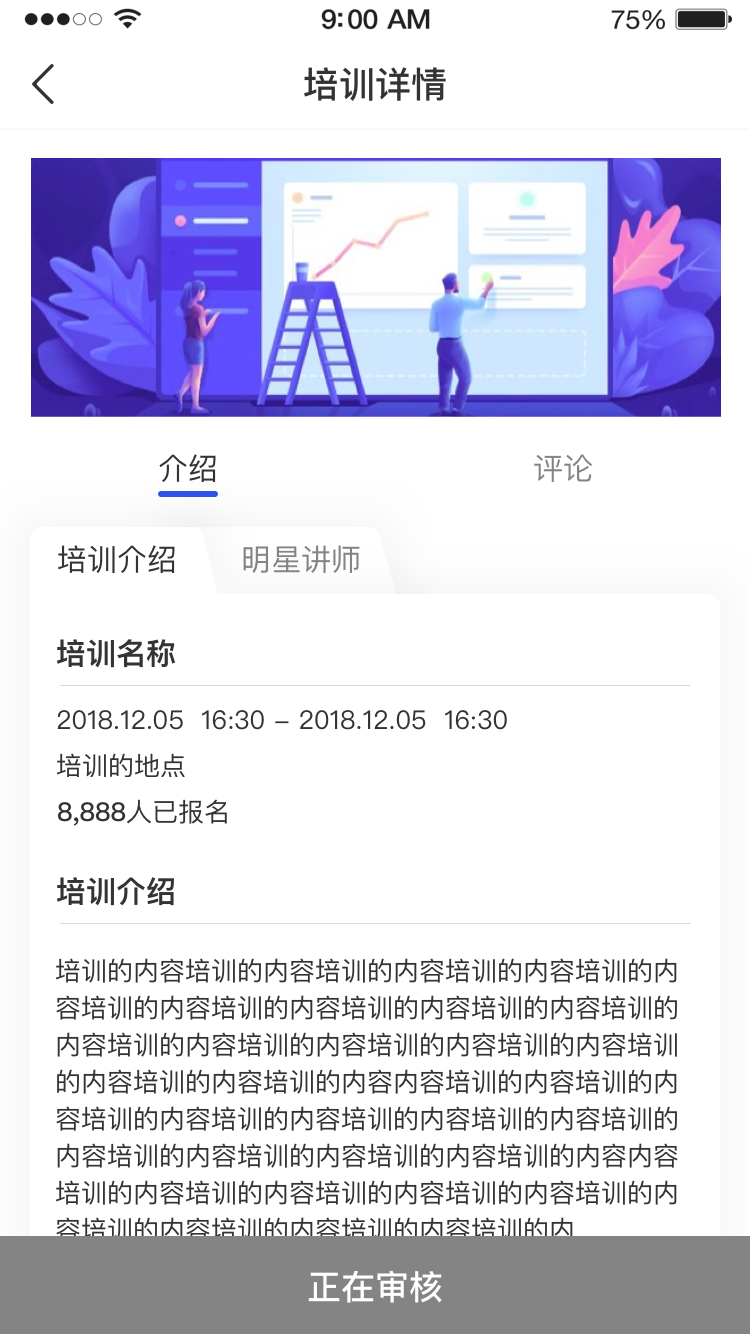 9:00 AM 75%
培训详情
介绍 评论
培训介绍 明星讲师
培训名称
2018.12.05 16:30 – 2018.12.05 16:30
培训的地点
8,888人已报名
培训介绍
培训的内容培训的内容培训的内容培训的内容培训的内
容培训的内容培训的内容培训的内容培训的内容培训的
内容培训的内容培训的内容培训的内容培训的内容培训
的内容培训的内容培训的内容内容培训的内容培训的内
容培训的内容培训的内容培训的内容培训的内容培训的
内容培训的内容培训的内容培训的内容培训的内容内容
培训的内容培训的内容培训的内容培训的内容培训的内
容培训的内容培训的内容培训的内容培训的内
正在审核